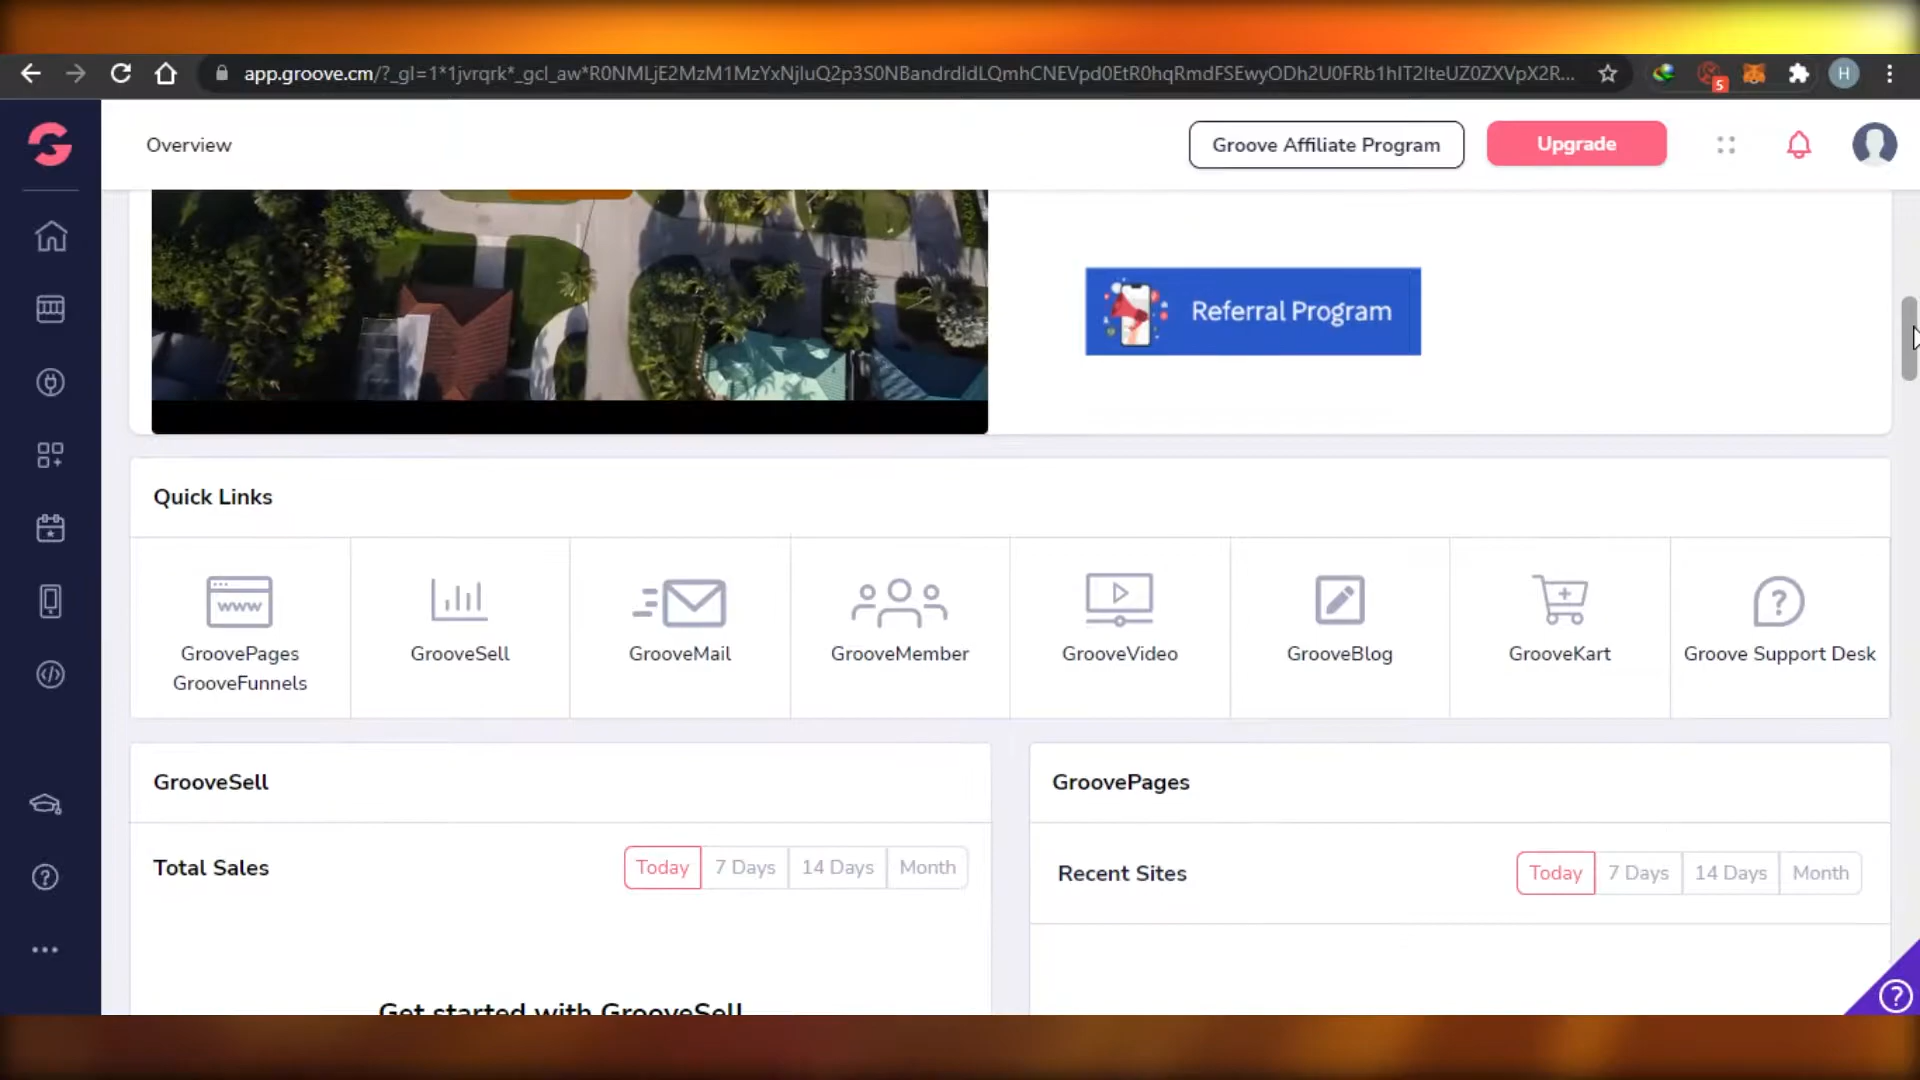 app.groove.cm/?_gl=1*1jvrqrk*_gcl_aw*R0NMLjE2MzM1MzYxNjIuQ2p3S0NBandrdIdLQmhCNEVpd0EtR0hqRmdFSEwyODh2U0FRb1hIT2IteUZ0ZXVpX2R...
5
H
Overview
Groove Affiliate Program
Upgrade
Referral Program
Quick Links
www
GroovePages
GrooveFunnels
GrooveSell
GrooveMail
GrooveMember
GrooveVideo
GrooveBlog
GrooveKart
Groove Support Desk
GrooveSell
GroovePages
Total Sales
Today
7 Days
14 Days
Month
Recent Sites
Today
7 Days
14 Days
Month
Get started with GrooveSell